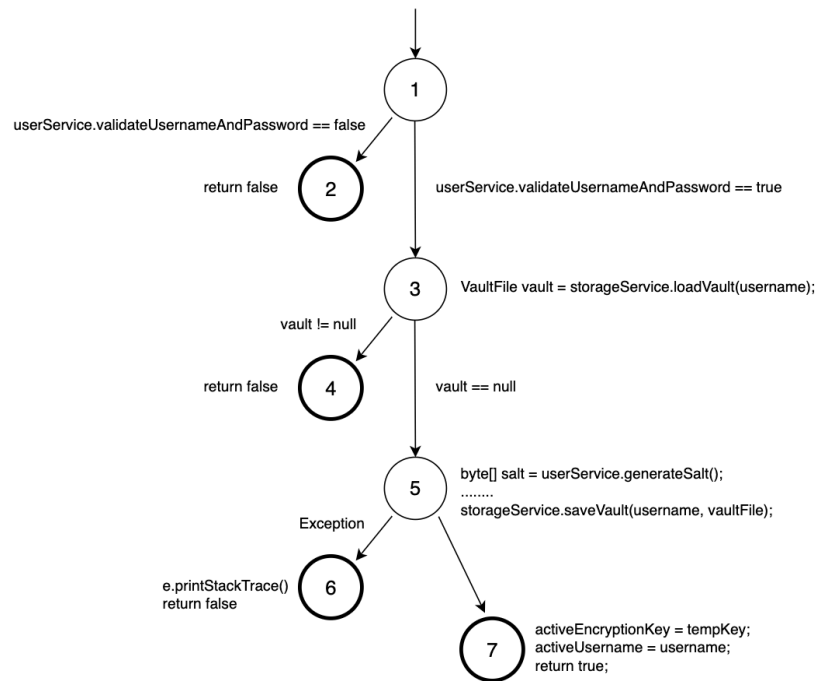 1
userService.validateUsernameAndPassword == false
return false
2
userService.validateUsernameAndPassword == true
3
VaultFile vault = storageService.loadVault(username);
vault != null
return false
4
vault == null
5
byte[] salt = userService.generateSalt();
........
storageService.saveVault(username, vaultFile);
Exception
e.printStackTrace()
return false
6
7
activeEncryptionKey = tempKey;
activeUsername = username;
return true;